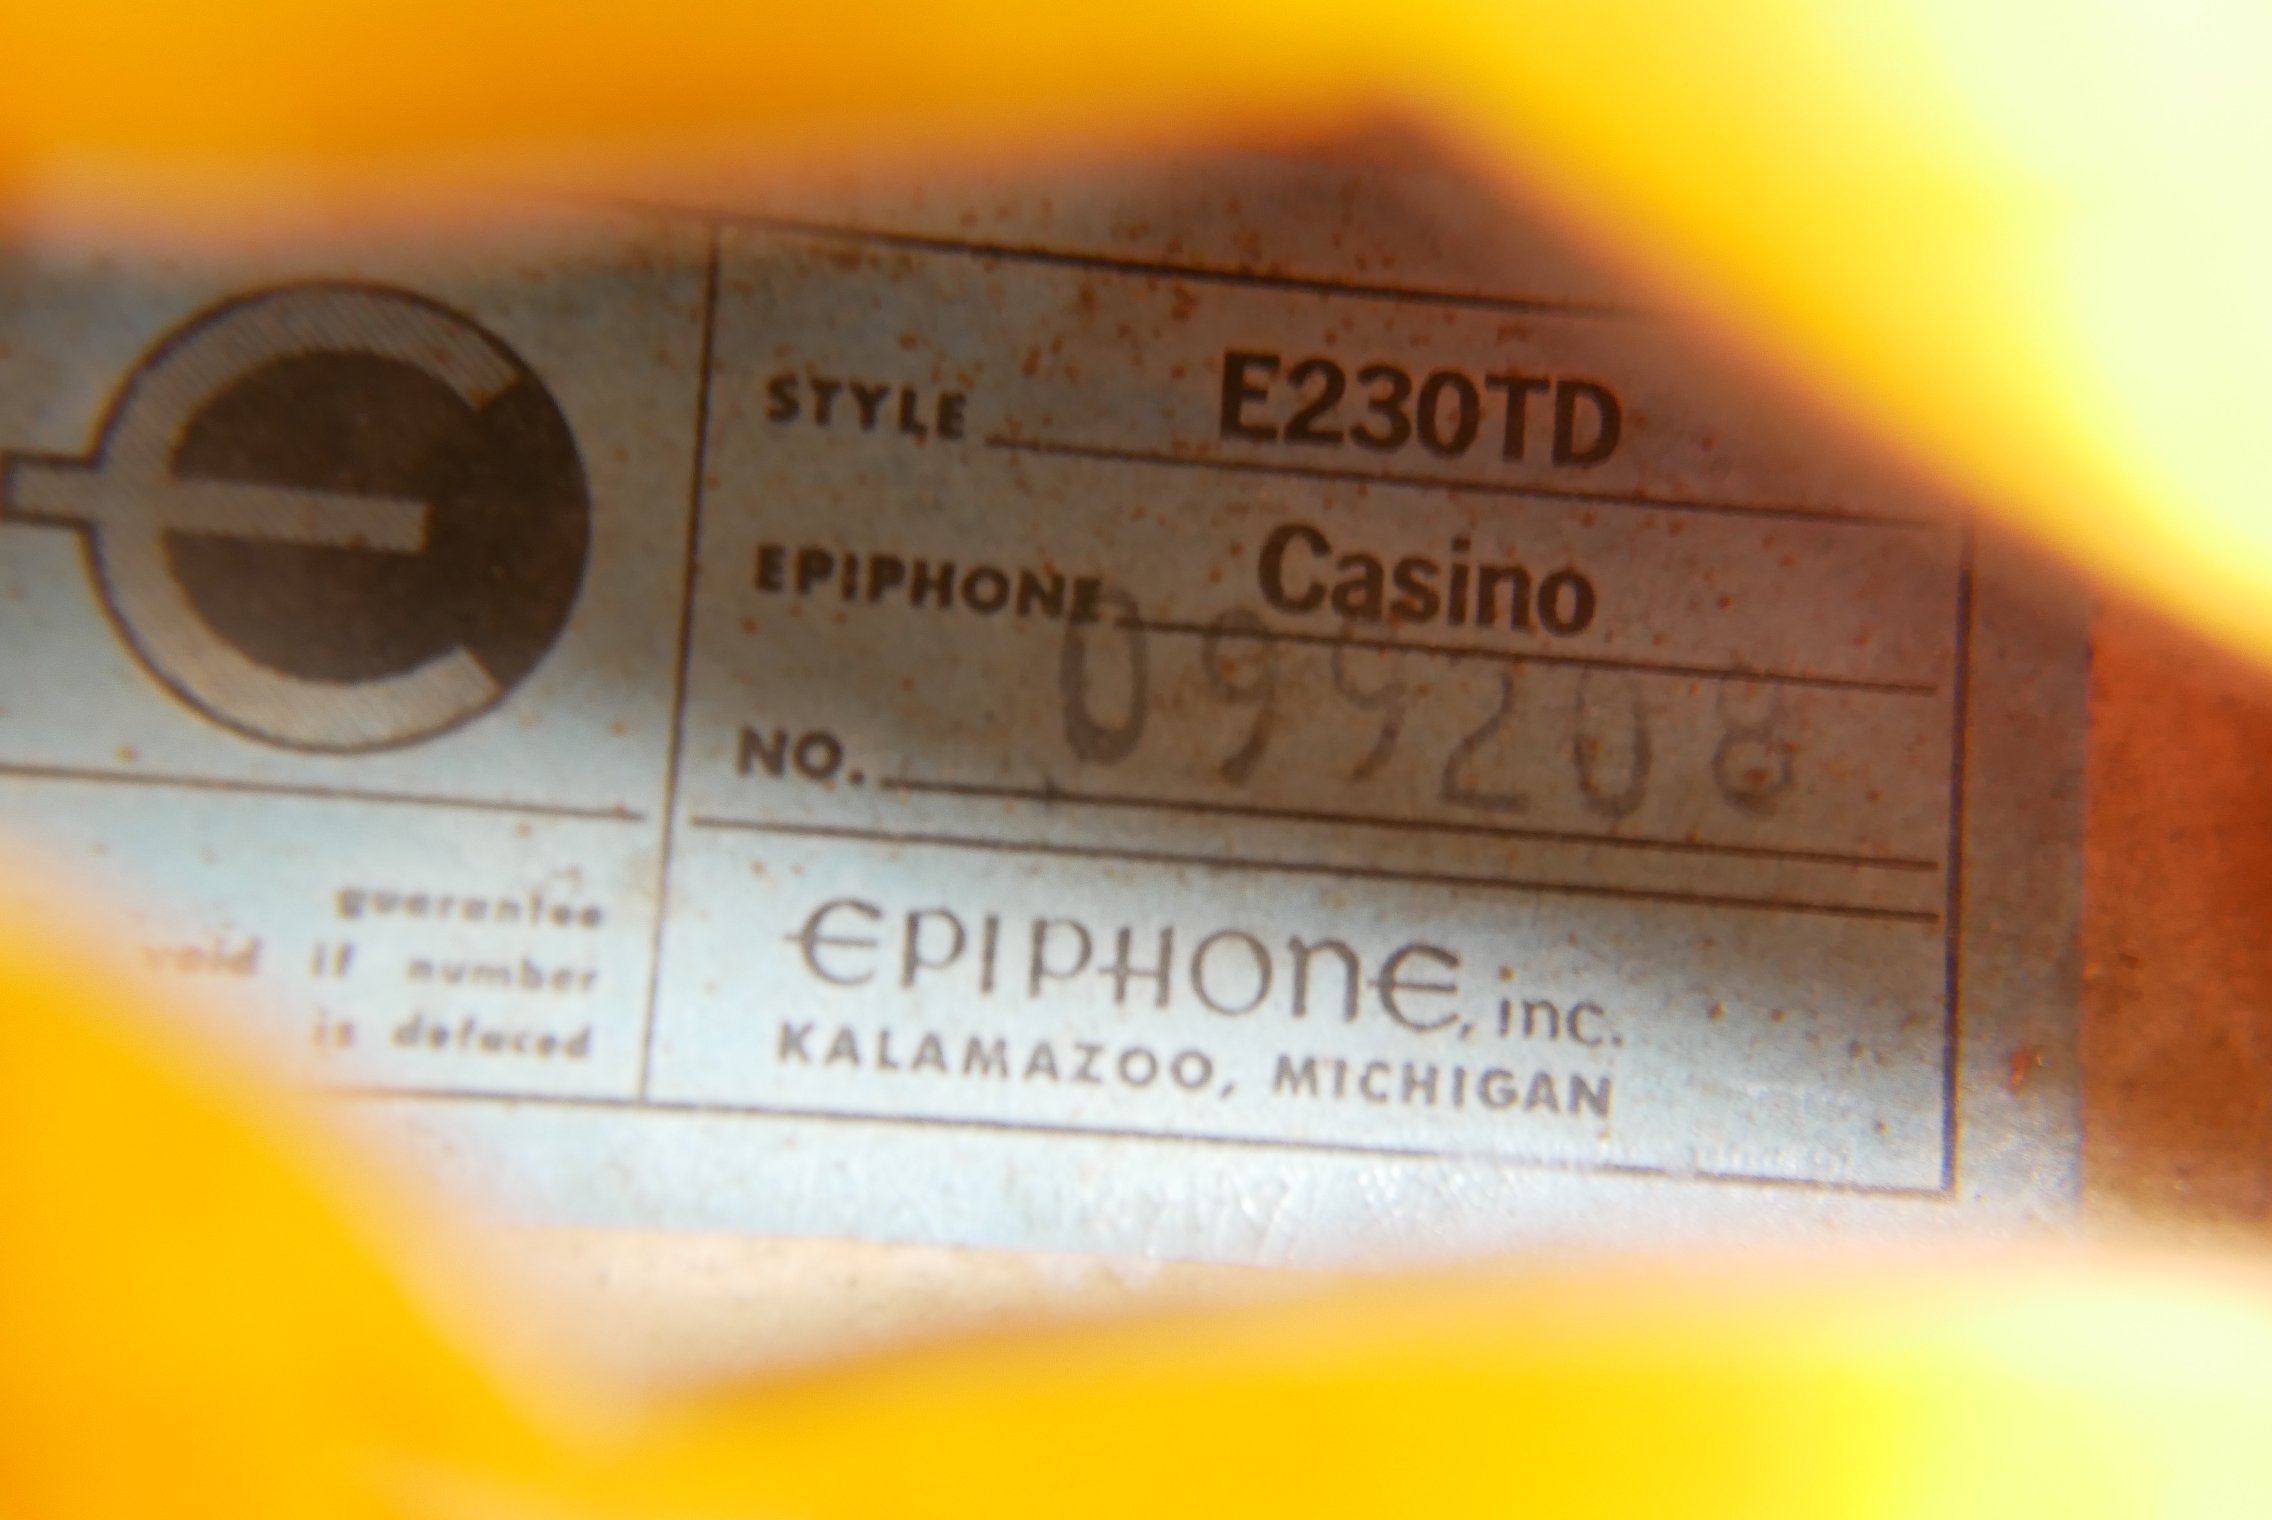 STYLE E230TD
EPIPHONE Casino
NO. 099208
guarantee
void if number
is defaced
EPIPHONE, inc.
KALAMAZOO, MICHIGAN